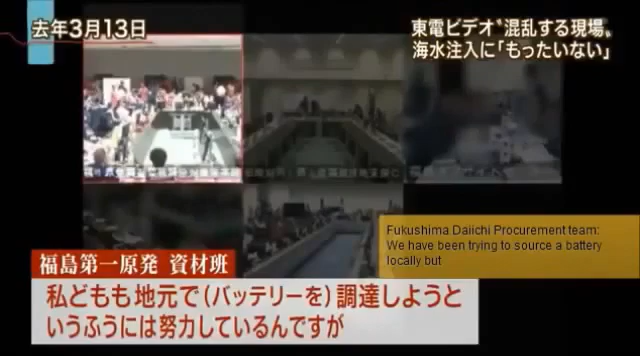 去年3月13日
東電ビデオ“混乱する現場„
海水注入に「もったいない」
Fukushima Daiichi Procurement team:
We have been trying to source a battery
locally but
福島第一原発 資材班
私どもも 地元で(バッテリーを)調達しようと
いうふうには努力しているんですが